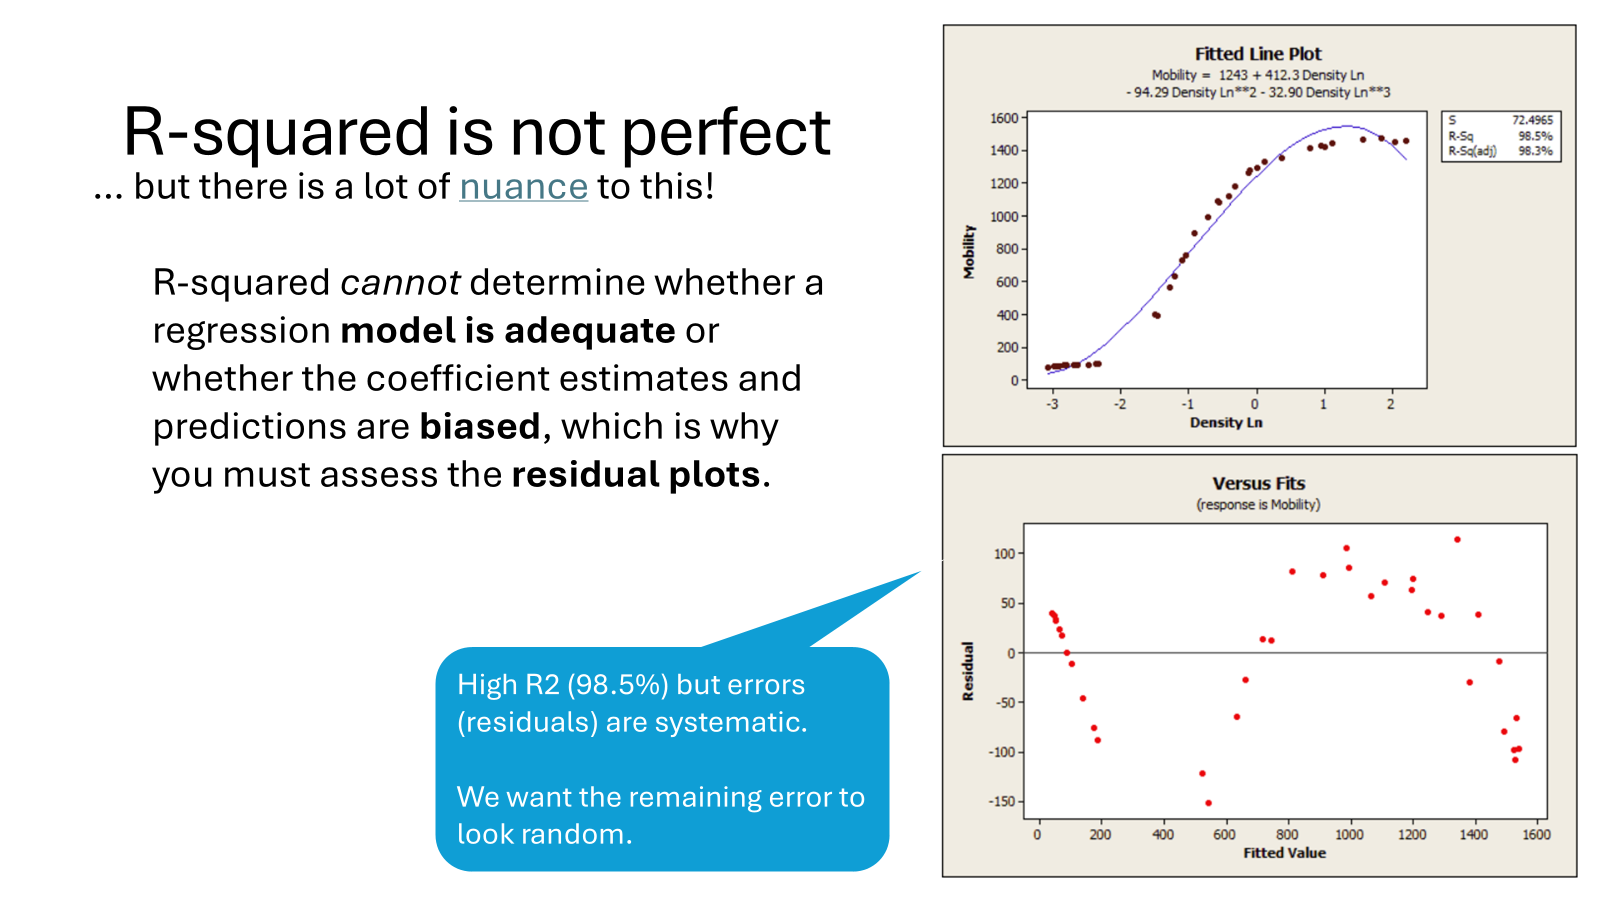 R-squared is not perfect
... but there is a lot of nuance to this!
R-squared cannot determine whether a
regression model is adequate or
whether the coefficient estimates and
predictions are biased, which is why
you must assess the residual plots.
High R2 (98.5%) but errors
(residuals) are systematic.
We want the remaining error to
look random.
Fitted Line Plot
Mobility = 1243 + 412.3 Density Ln
- 94.29 Density Ln**2 - 32.90 Density Ln**3
S 72.4965
R-Sq 98.5%
R-Sq(adj) 98.3%
Mobility
1600
1400
1200
1000
800
600
400
200
0
-3 -2 -1 0 1 2
Density Ln
Versus Fits
(response is Mobility)
Residual
100
50
0
-50
-100
-150
0 200 400 600 800 1000 1200 1400 1600
Fitted Value